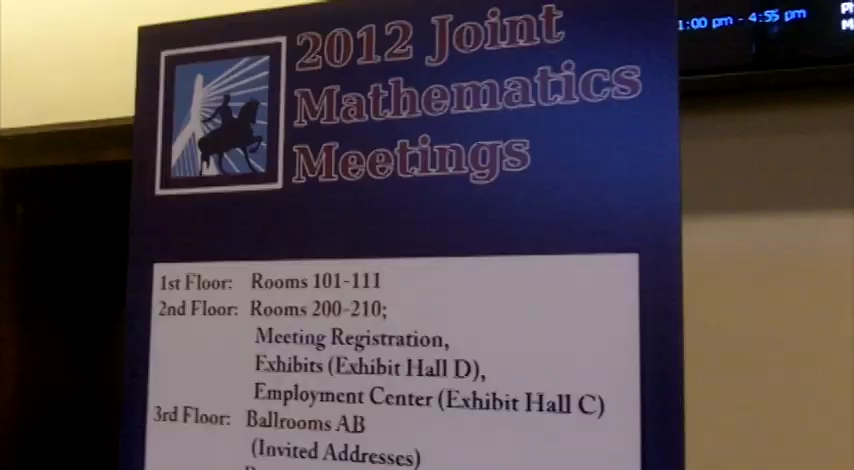 2012 Joint
Mathematics
Meetings
1:00 pm - 4:55 pm
1st Floor: Rooms 101-111
2nd Floor: Rooms 200-210;
Meeting Registration,
Exhibits (Exhibit Hall D),
Employment Center (Exhibit Hall C)
3rd Floor: Ballrooms AB
(Invited Addresses)